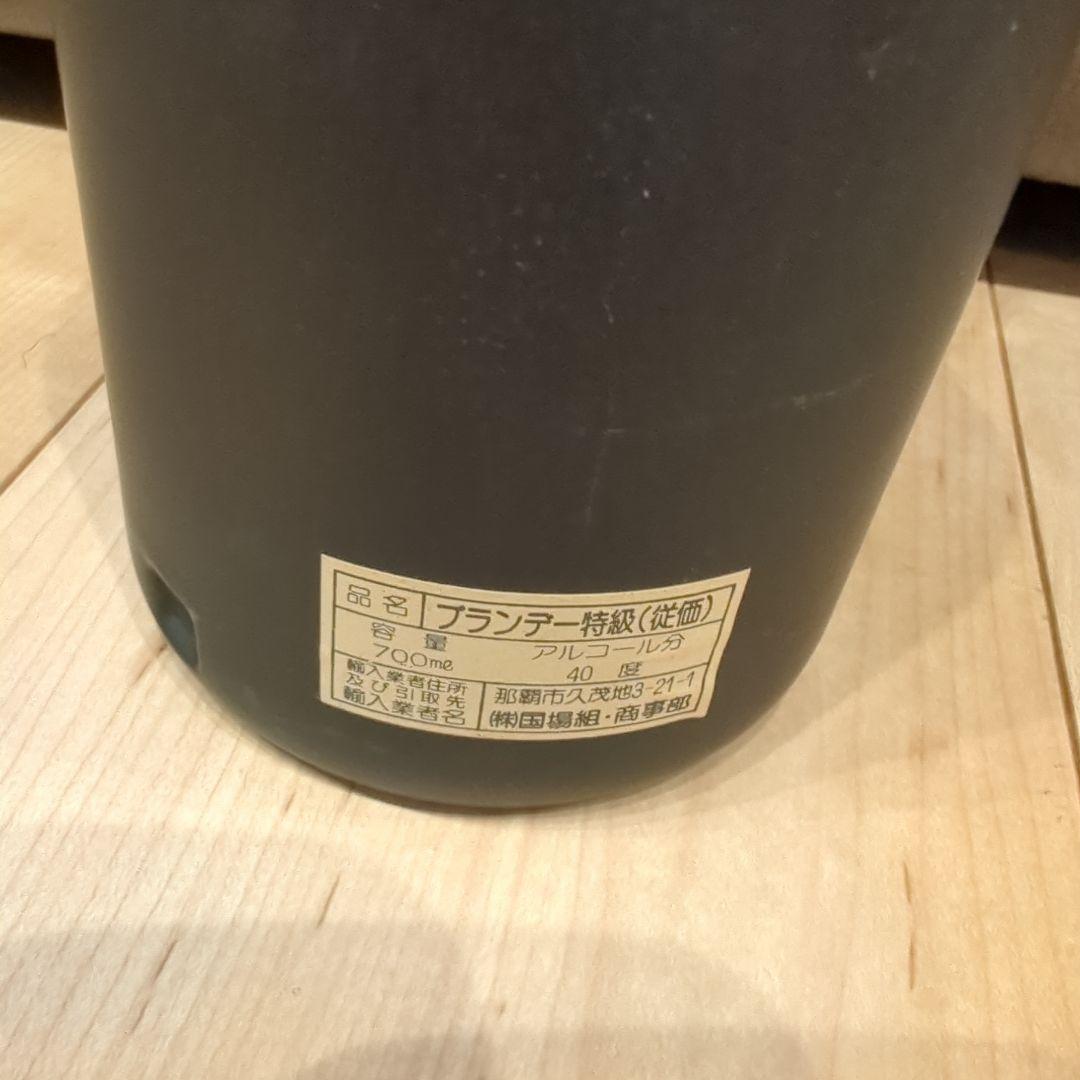 品名 ブランデー特級(従価)
容量 アルコール分
700ml 40 度
輸入業者住所
及び引取先 那覇市久茂地3-21-1
輸入業者名 (株)国場組・商事部